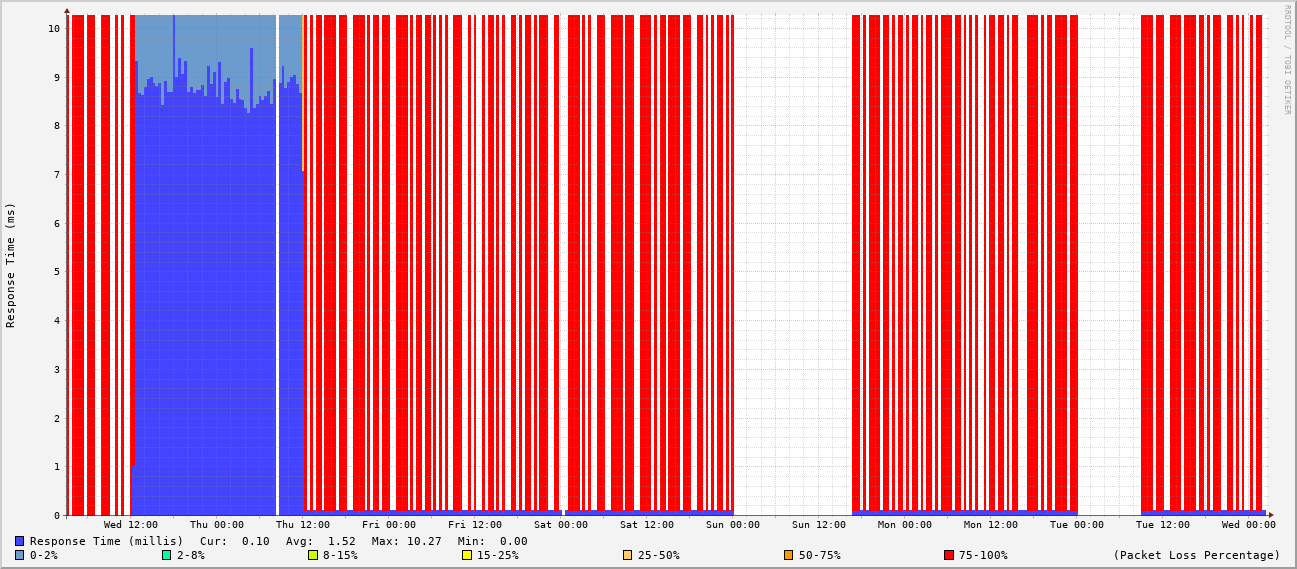 RRDTOOL / TOBI OETIKER
Response Time (ms)
10
9
8
7
6
5
4
3
2
1
0
Wed 12:00 Thu 00:00 Thu 12:00 Fri 00:00 Fri 12:00 Sat 00:00 Sat 12:00 Sun 00:00 Sun 12:00 Mon 00:00 Mon 12:00 Tue 00:00 Tue 12:00 Wed 00:00
Response Time (millis) Cur: 0.10 Avg: 1.52 Max: 10.27 Min: 0.00
0-2% 2-8% 8-15% 15-25% 25-50% 50-75% 75-100% (Packet Loss Percentage)